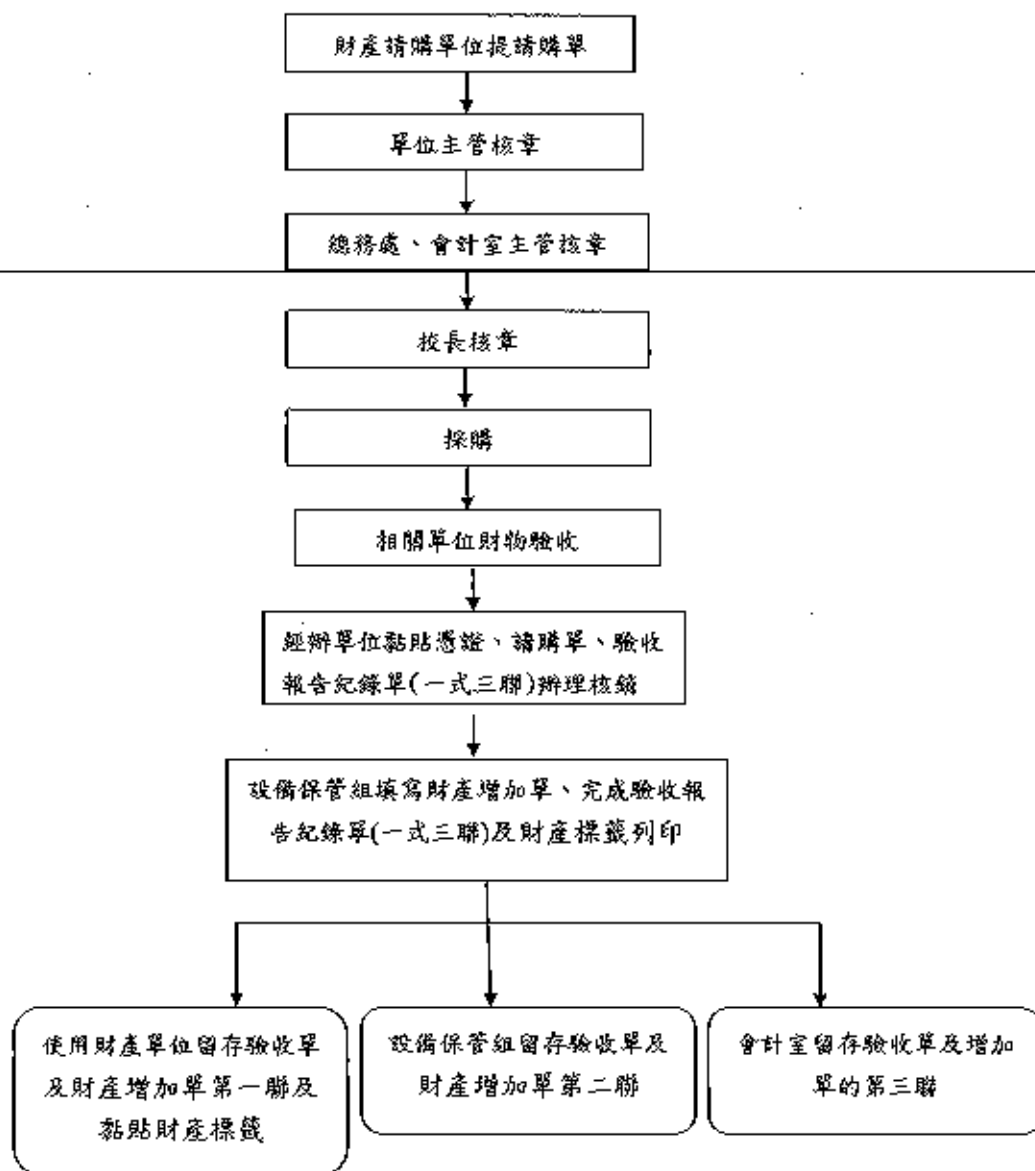 財產請購單位提請購單
單位主管核章
總務處、會計室主管核章
校長核章
採購
相關單位財物驗收
經辦單位黏貼憑證、請購單、驗收
報告紀錄單(一式三聯)辦理核銷
設備保管組填寫財產增加單、完成驗收報
告紀錄單(一式三聯)及財產標籤列印
使用財產單位留存驗收單
及財產增加單第一聯及
黏貼財產標籤
設備保管組留存驗收單及
財產增加單第二聯
會計室留存驗收單及增加
單的第三聯